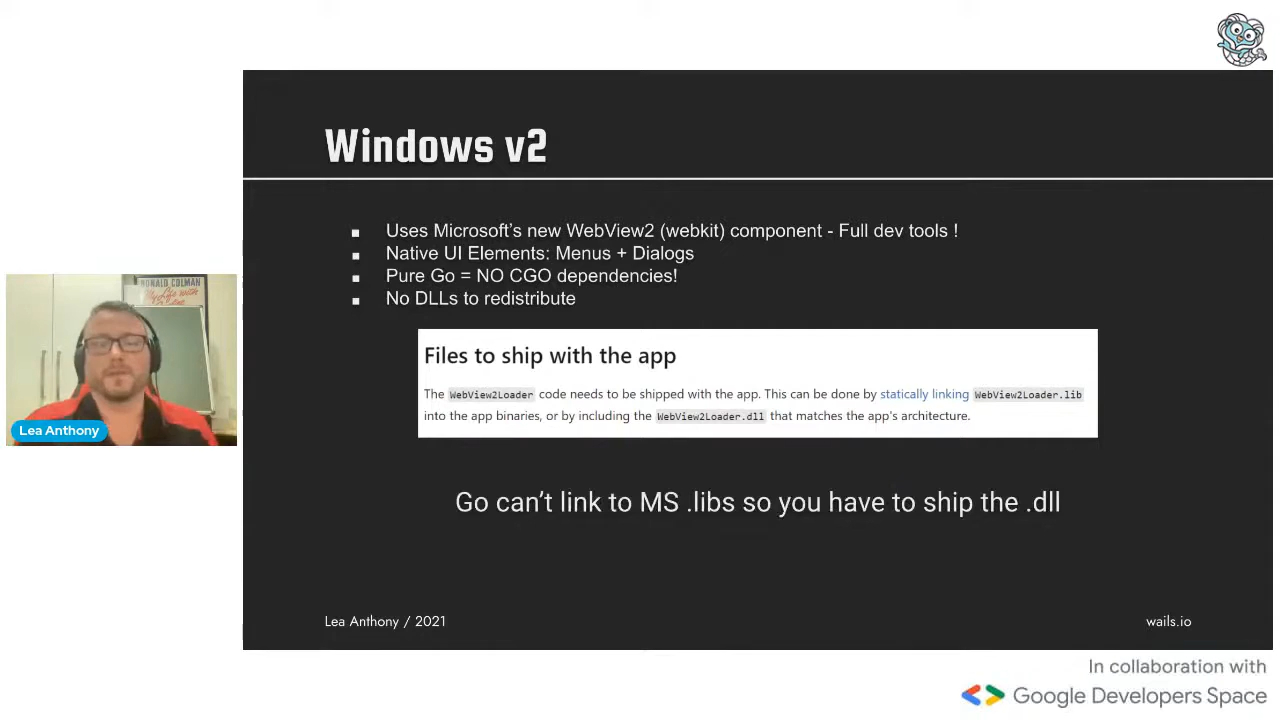 Windows v2
Uses Microsoft's new WebView2 (webkit) component - Full dev tools !
Native UI Elements: Menus + Dialogs
Pure Go = NO CGO dependencies!
No DLLs to redistribute
Files to ship with the app
The WebView2Loader code needs to be shipped with the app. This can be done by statically linking WebView2Loader.lib
into the app binaries, or by including the WebView2Loader.dll that matches the app's architecture.
Go can't link to MS .libs so you have to ship the .dll
RONALD COLMAN
Lea Anthony
Lea Anthony / 2021
wails.io
In collaboration with
Google Developers Space